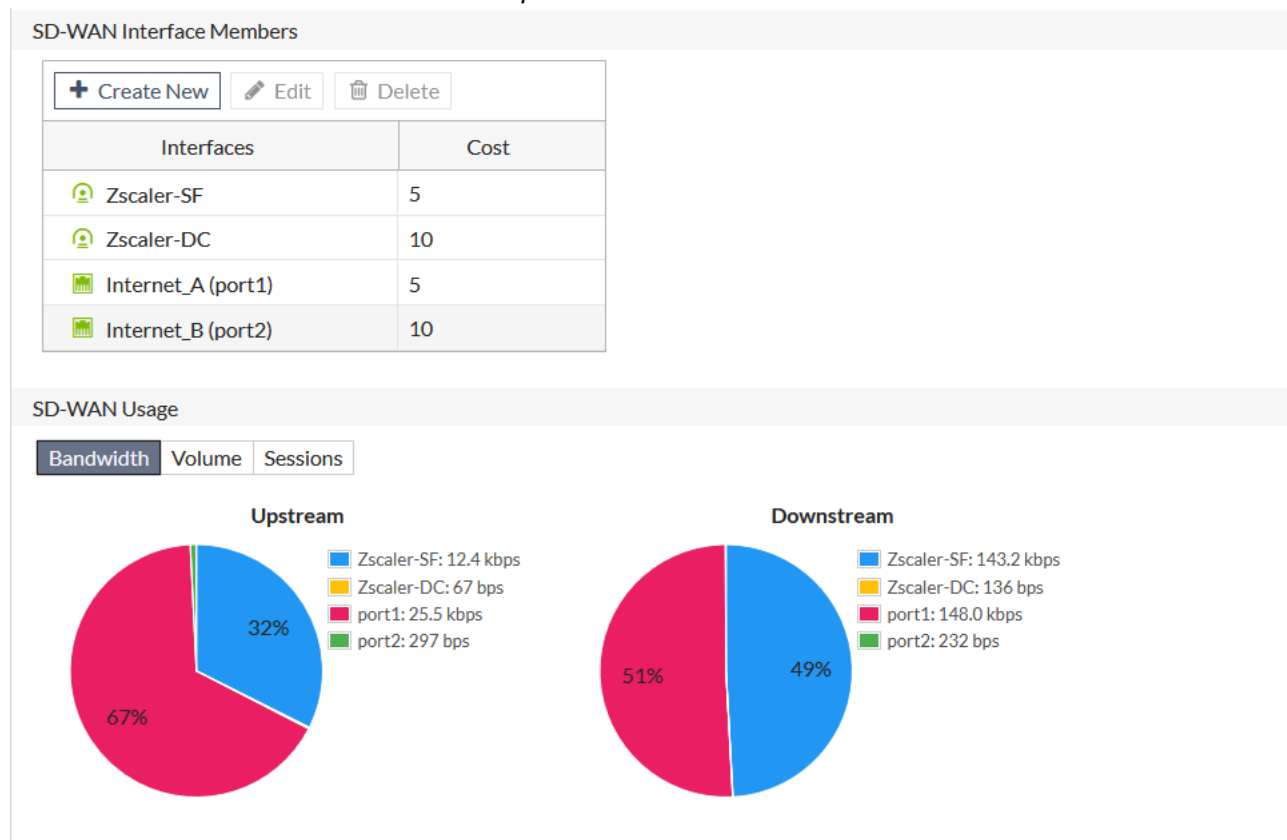 SD-WAN Interface Members
Create New Edit Delete
Interfaces Cost
Zscaler-SF 5
Zscaler-DC 10
Internet_A (port1) 5
Internet_B (port2) 10
SD-WAN Usage
Bandwidth Volume Sessions
Upstream
Zscaler-SF: 12.4 kbps
Zscaler-DC: 67 bps
port1: 25.5 kbps
port2: 297 bps
32%
67%
Downstream
Zscaler-SF: 143.2 kbps
Zscaler-DC: 136 bps
port1: 148.0 kbps
port2: 232 bps
51%
49%